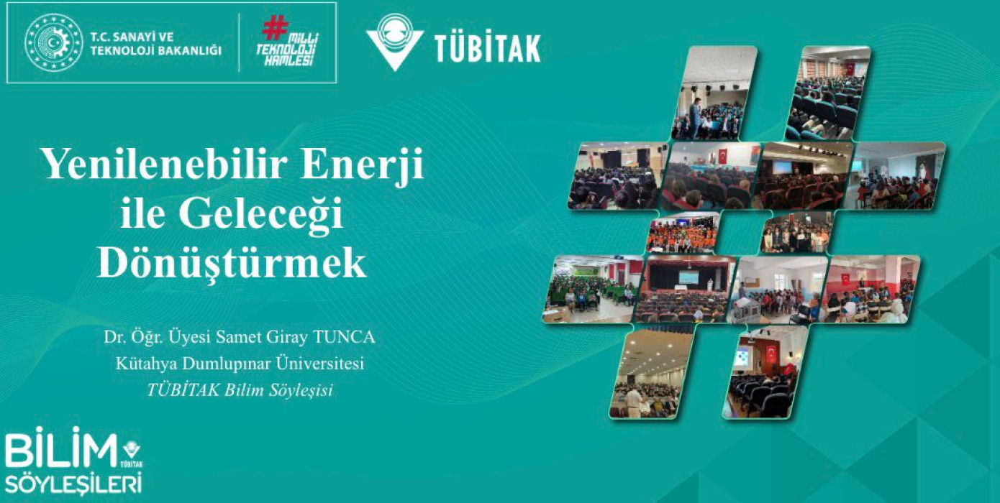 T.C. SANAYİ VE
TEKNOLOJİ BAKANLIĞI
#MİLLİ
TEKNOLOJİ
HAMLESİ
TÜBİTAK
Yenilenebilir Enerji
ile Geleceği
Dönüştürmek
Dr. Öğr. Üyesi Samet Giray TUNCA
Kütahya Dumlupınar Üniversitesi
TÜBİTAK Bilim Söyleşisi
BİLİM
TÜBİTAK
SÖYLEŞİLERİ